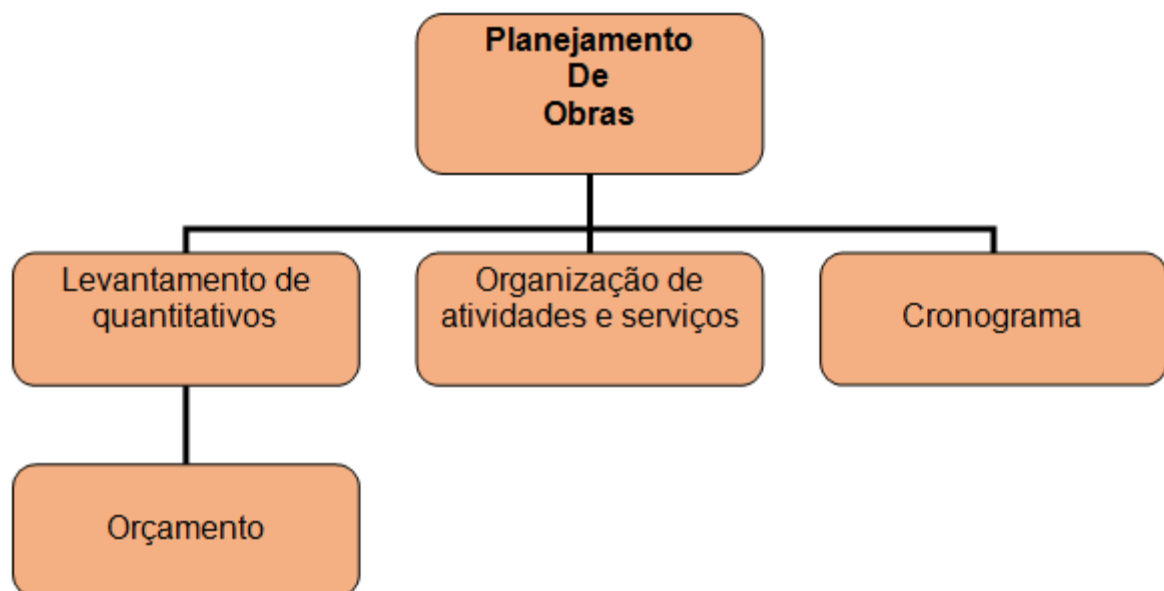 Planejamento
De
Obras
Levantamento de
quantitativos
Organização de
atividades e serviços
Cronograma
Orçamento